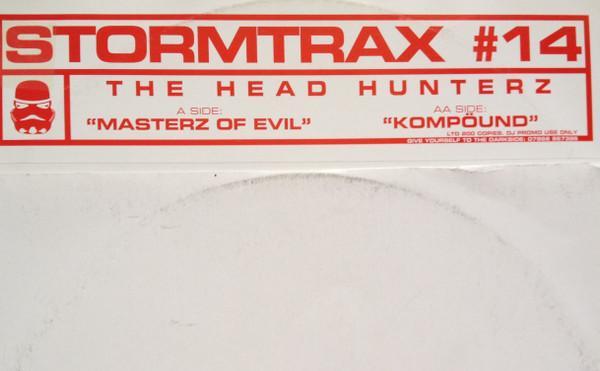 STORMTRAX #14
THE HEAD HUNTERZ
A SIDE: AA SIDE:
“MASTERZ OF EVIL” “KOMPÖUND”
LTD 200 COPIES. DJ PROMO USE ONLY
GIVE YOURSELF TO THE DARKSIDE: